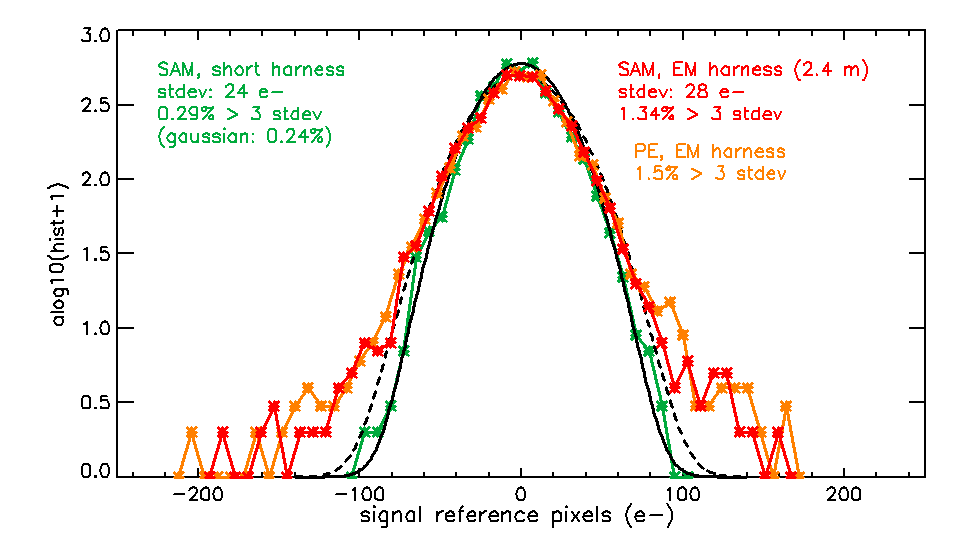 3.0
2.5
2.0
1.5
1.0
0.5
0.0
alog10(hist+1)
SAM, short harness
stdev: 24 e-
0.29% > 3 stdev
(gaussian: 0.24%)
SAM, EM harness (2.4 m)
stdev: 28 e-
1.34% > 3 stdev
PE, EM harness
1.5% > 3 stdev
-200 -100 0 100 200
signal reference pixels (e-)